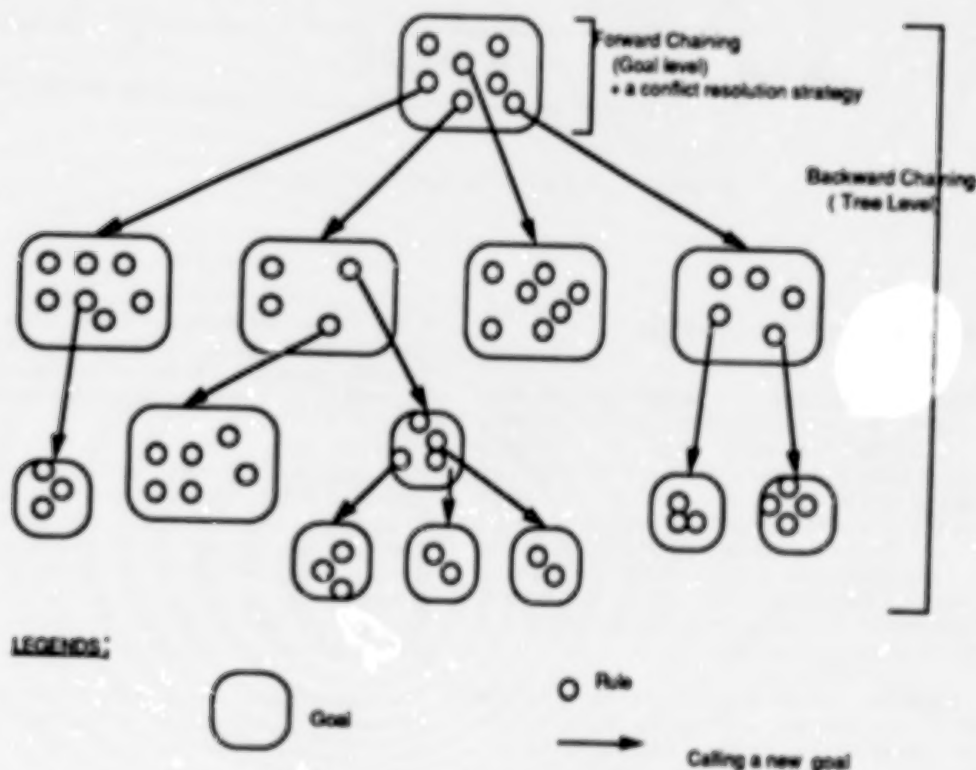 Forward Chaining
(Goal level)
+ a conflict resolution strategy
Backward Chaining
( Tree Level)
LEGENDS:
Goal
Rule
Calling a new goal